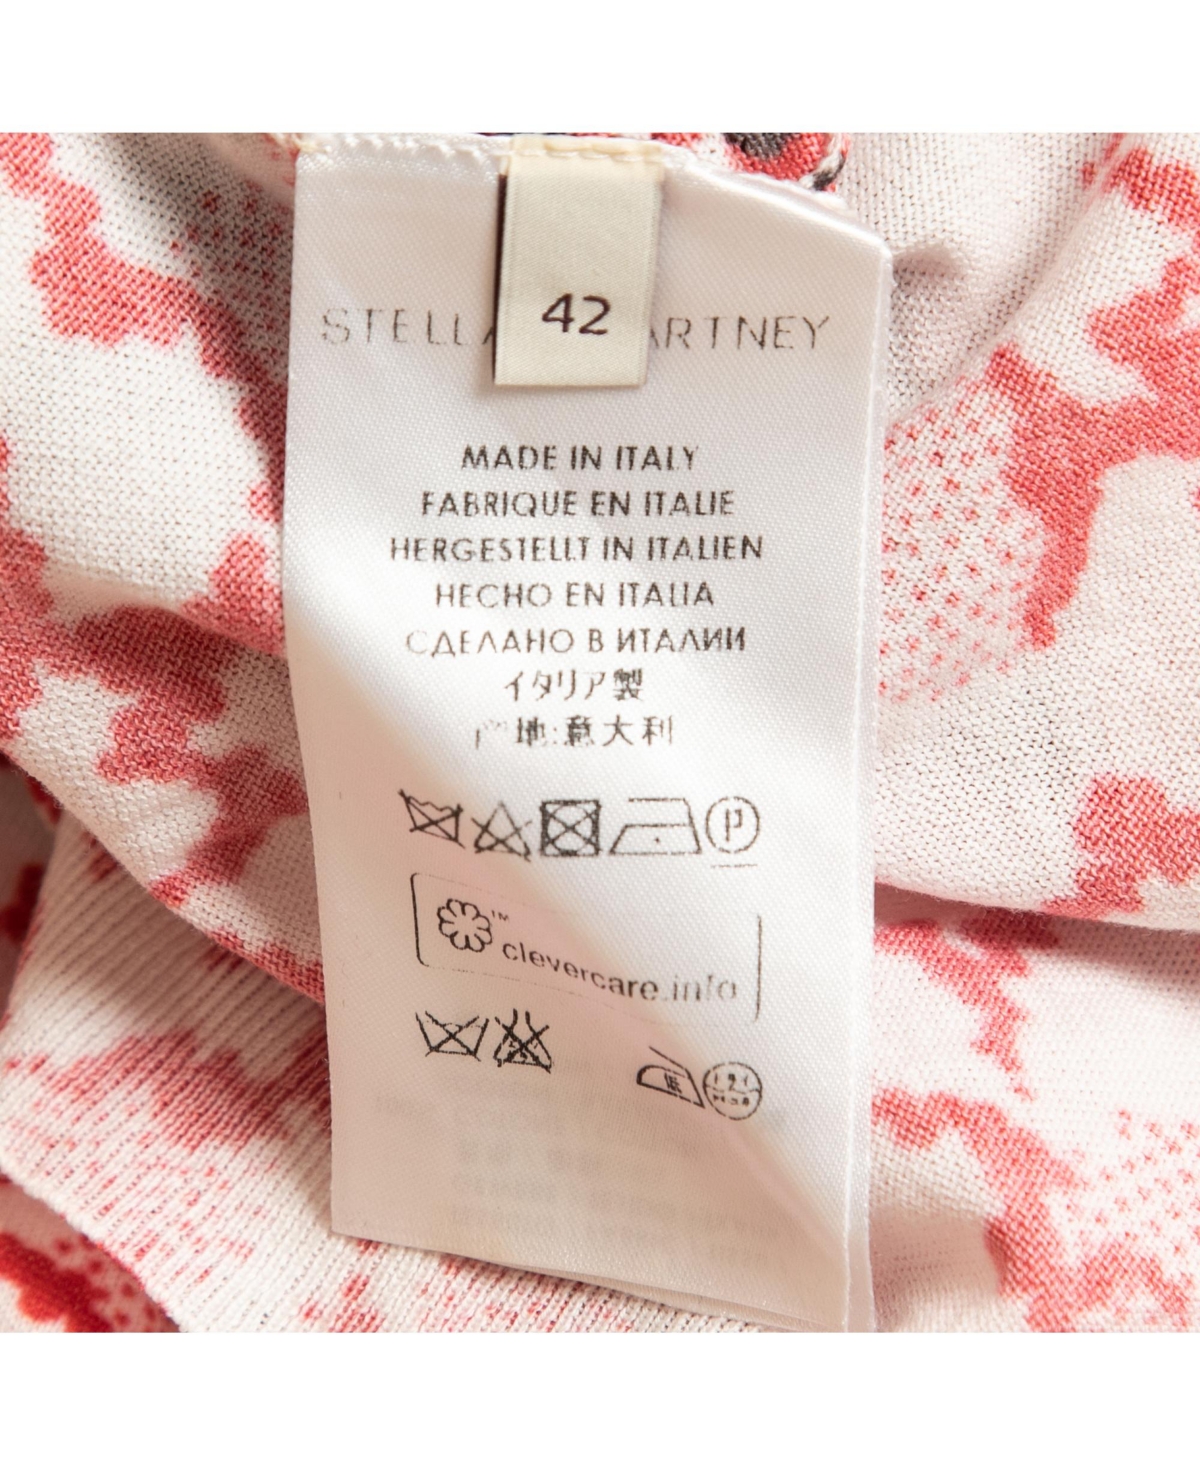 42
STELLA ARTNEY
MADE IN ITALY
FABRIQUE EN ITALIE
HERGESTELLT IN ITALIEN
HECHO EN ITALIA
СДЕЛАНО В ИТАЛИИ
イタリア製
产地:意大利
P
™
clevercare.info